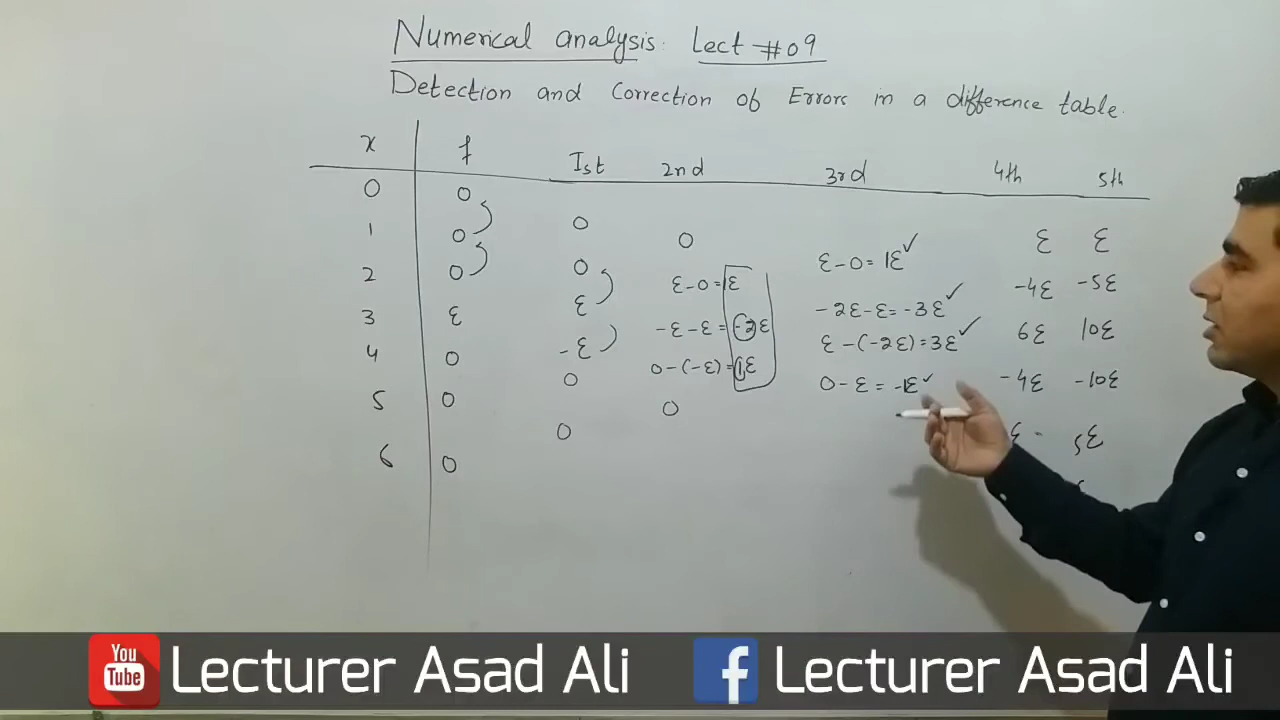 Numerical analysis: Lect #09
Detection and Correction of Errors in a difference table.
x f Ist 2nd 3rd 4th 5th
0 0
1 0 0 0 ε-0=1ε✓ ε ε
2 0 0 ε-0=1ε -2ε-ε=-3ε✓ -4ε -5ε
3 ε ε -ε-ε=-2ε ε-(-2ε)=3ε✓ 6ε 10ε
4 0 -ε 0-(-ε)=1ε 0-ε=-1ε✓ -4ε -10ε
5 0 0 0 ε- 5ε
6 0 0
You Tube Lecturer Asad Ali f Lecturer Asad Ali